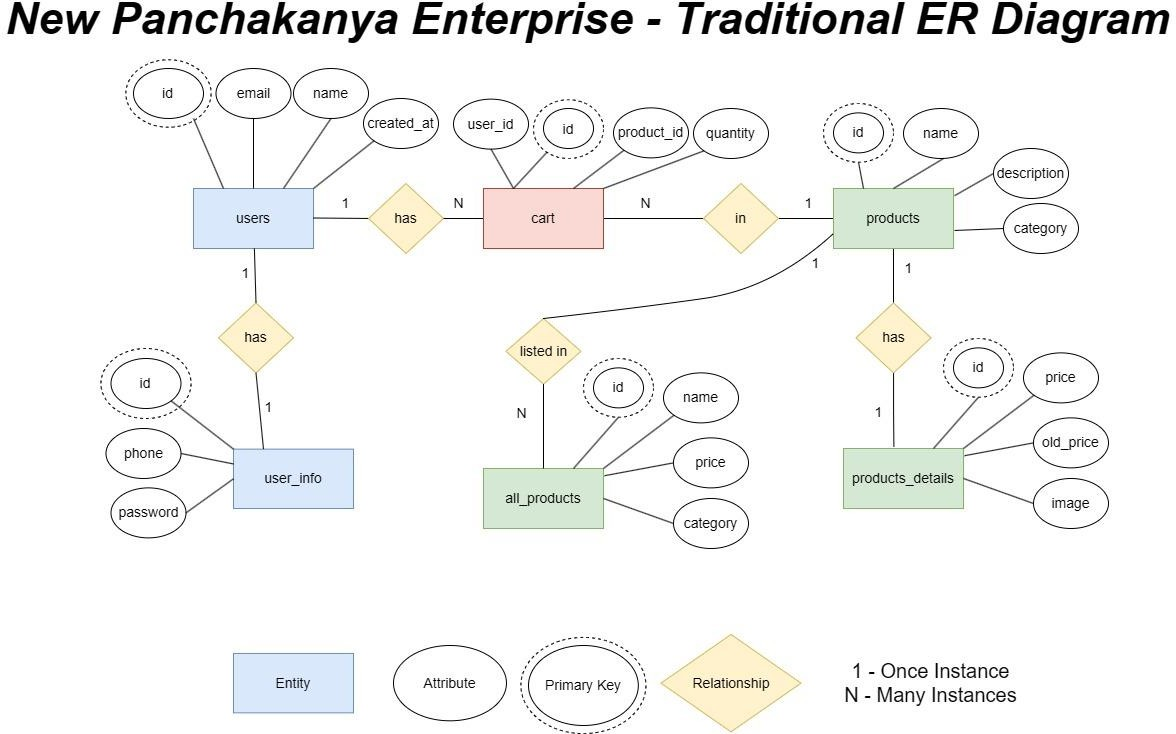 New Panchakanya Enterprise - Traditional ER Diagram
id
email
name
created_at
user_id
id
product_id
quantity
id
name
description
category
users
1
has
N
cart
N
in
1
products
1
has
1
id
phone
password
user_info
1
listed in
N
id
name
price
category
all_products
1
has
1
id
price
old_price
image
products_details
Entity
Attribute
Primary Key
Relationship
1 - Once Instance
N - Many Instances